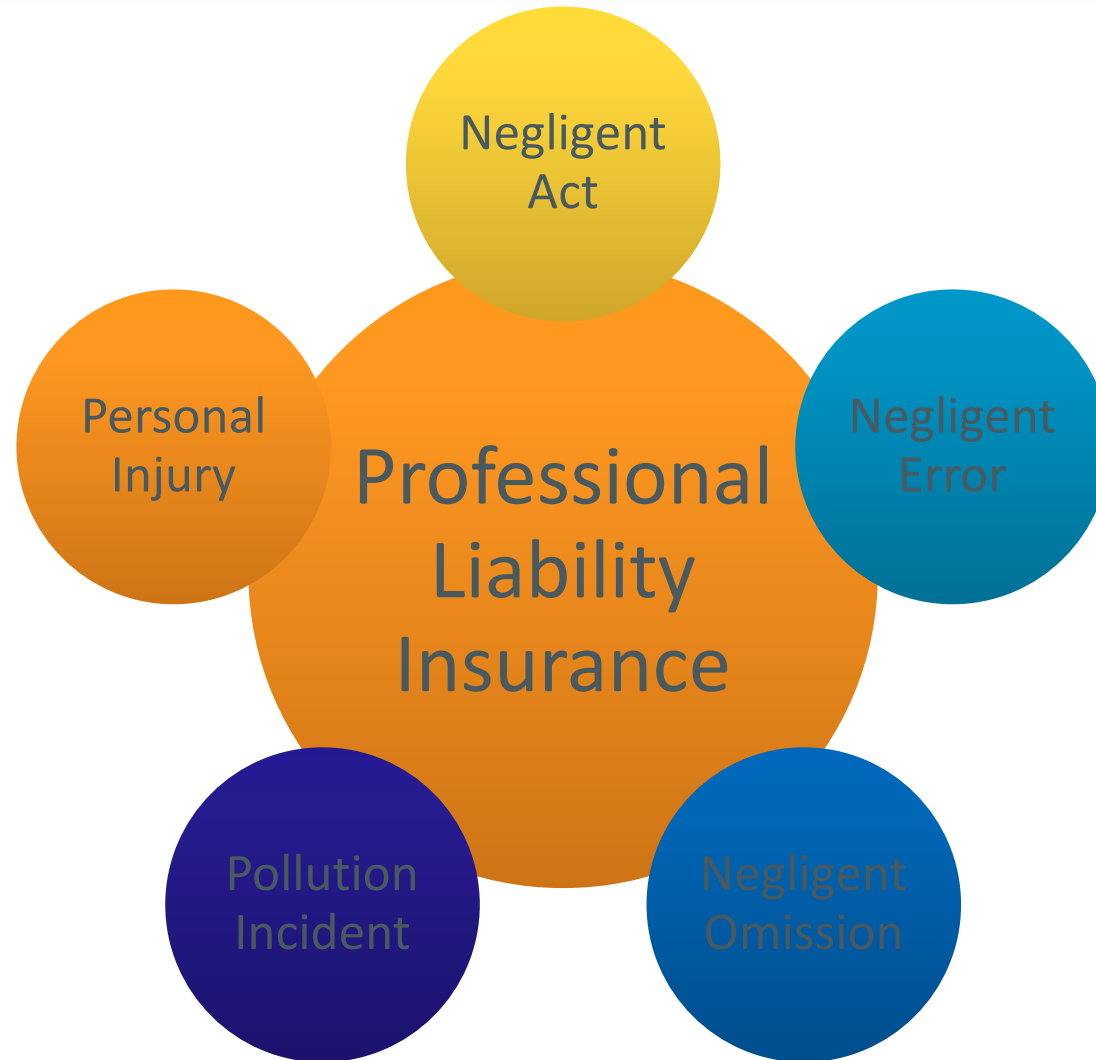 Negligent
Act
Negligent
Error
Negligent
Omission
Pollution
Incident
Personal
Injury
Professional
Liability
Insurance